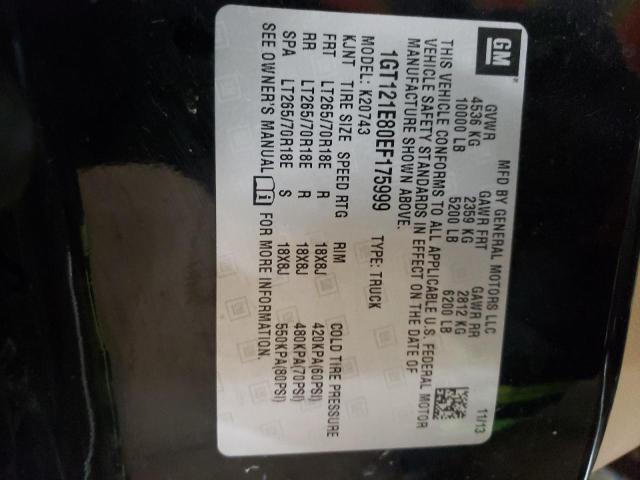 GM
MFD BY GENERAL MOTORS LLC 11/13
GVWR GAWR FRT GAWR RR
4536 KG 2359 KG 2812 KG
10000 LB 5200 LB 6200 LB
THIS VEHICLE CONFORMS TO ALL APPLICABLE U.S. FEDERAL MOTOR
VEHICLE SAFETY STANDARDS IN EFFECT ON THE DATE OF
MANUFACTURE SHOWN ABOVE.
1GT121E80EF175999 TYPE: TRUCK
MODEL: K20743
KJNT TIRE SIZE SPEED RTG RIM COLD TIRE PRESSURE
FRT LT265/70R18E R 18X8J 420KPA(60PSI)
RR LT265/70R18E R 18X8J 480KPA(70PSI)
SPA LT265/70R18E S 18X8J 550KPA(80PSI)
SEE OWNER'S MANUAL FOR MORE INFORMATION.